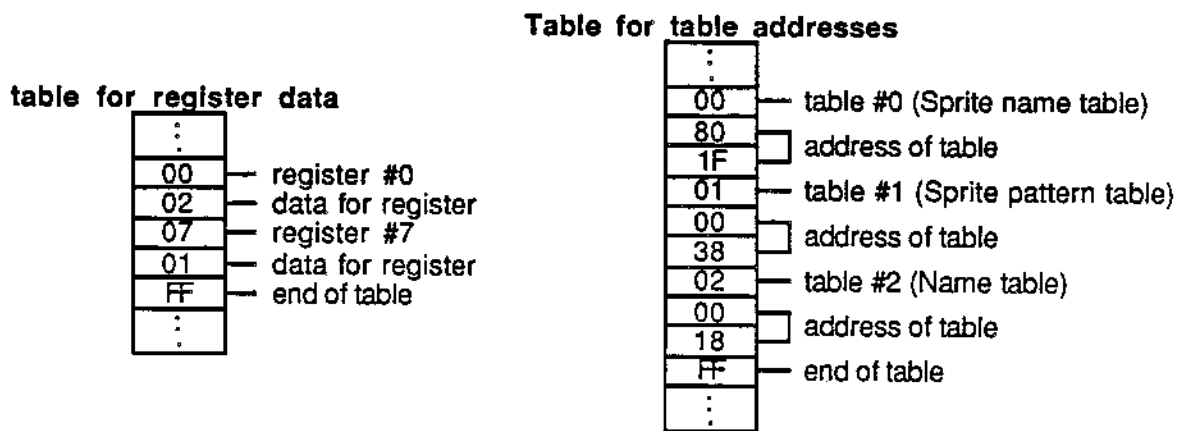 table for register data
00 register #0
02 data for register
07 register #7
01 data for register
FF end of table
Table for table addresses
00 table #0 (Sprite name table)
80
address of table
1F
01 table #1 (Sprite pattern table)
00
address of table
38
02 table #2 (Name table)
00
address of table
18
FF end of table